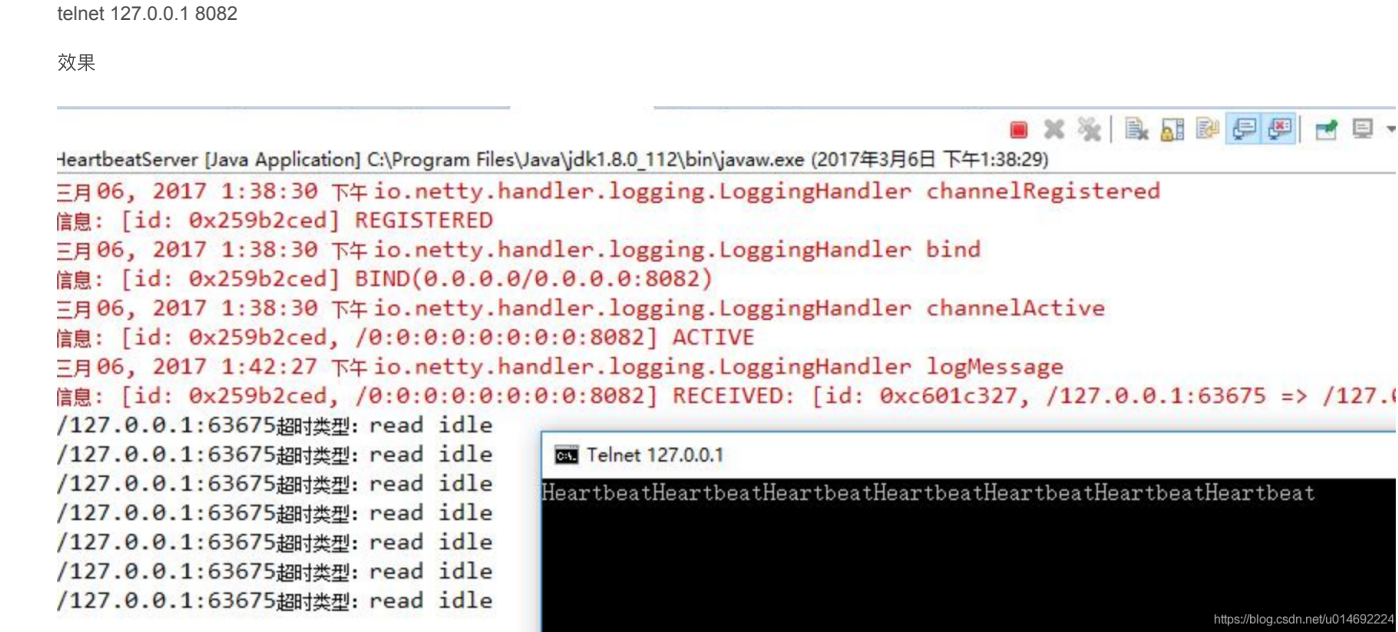 telnet 127.0.0.1 8082
效果
HeartbeatServer [Java Application] C:\Program Files\Java\jdk1.8.0_112\bin\javaw.exe (2017年3月6日 下午1:38:29)
三月 06, 2017 1:38:30 下午 io.netty.handler.logging.LoggingHandler channelRegistered
信息: [id: 0x259b2ced] REGISTERED
三月 06, 2017 1:38:30 下午 io.netty.handler.logging.LoggingHandler bind
信息: [id: 0x259b2ced] BIND(0.0.0.0/0.0.0.0:8082)
三月 06, 2017 1:38:30 下午 io.netty.handler.logging.LoggingHandler channelActive
信息: [id: 0x259b2ced, /0:0:0:0:0:0:0:0:8082] ACTIVE
三月 06, 2017 1:42:27 下午 io.netty.handler.logging.LoggingHandler logMessage
信息: [id: 0x259b2ced, /0:0:0:0:0:0:0:0:8082] RECEIVED: [id: 0xc601c327, /127.0.0.1:63675 => /127.
/127.0.0.1:63675超时类型: read idle
/127.0.0.1:63675超时类型: read idle
/127.0.0.1:63675超时类型: read idle
/127.0.0.1:63675超时类型: read idle
/127.0.0.1:63675超时类型: read idle
/127.0.0.1:63675超时类型: read idle
/127.0.0.1:63675超时类型: read idle
Telnet 127.0.0.1
HeartbeatHeartbeatHeartbeatHeartbeatHeartbeatHeartbeatHeartbeat
https://blog.csdn.net/u014692224